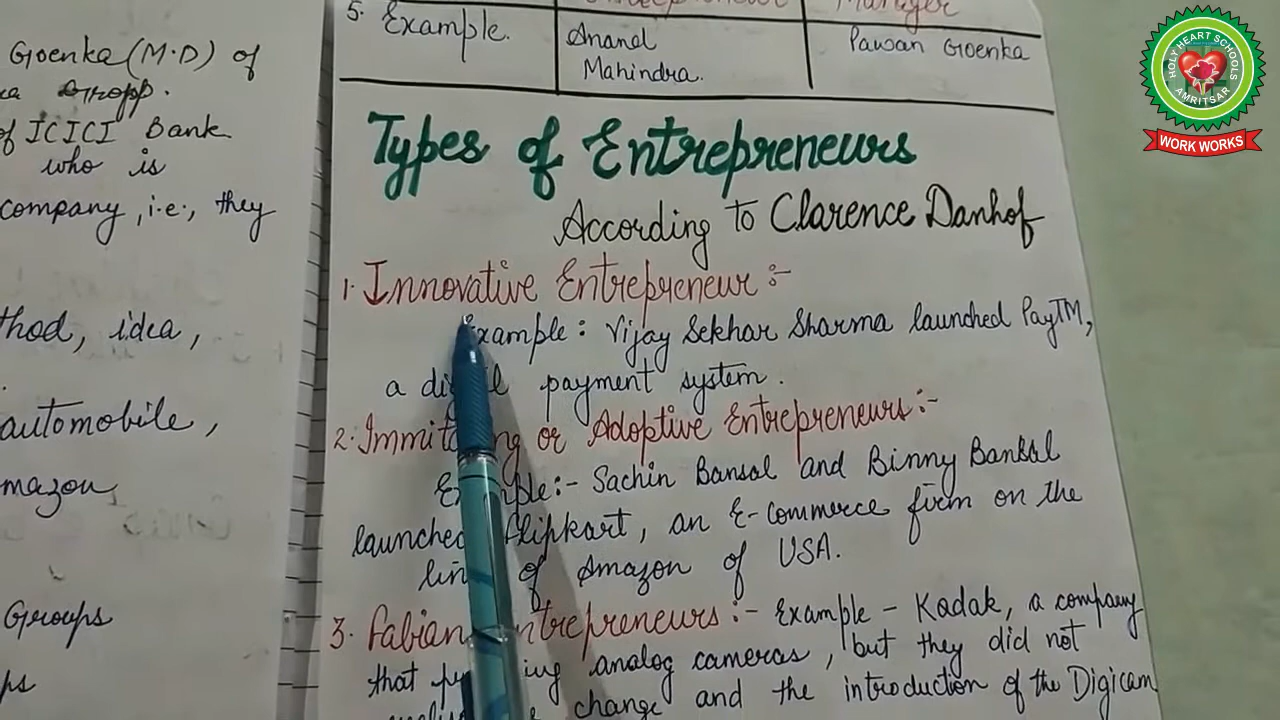 Goenka (M.D) of
of ICICI Bank
who is
company, i.e., they
thod, idea,
automobile,
mazon
Groups
ps
Manager
5. Example.
Anand
Mahindra.
Pawan Goenka
Types of Entrepreneurs
According to Clarence Danhof
1. Innovative Entrepreneur :-
Example : Vijay Sekhar Sharma launched PayTM,
a digital payment system.
2. Immitating or Adoptive Entrepreneurs :-
Example:- Sachin Bansal and Binny Bansal
launched Flipkart, an E-commerce firm on the
line of Amazon of USA.
3. Fabian Entrepreneurs :- Example - Kadak, a company
that analog cameras, but they did not
change and the introduction of the Digicam
HOLY HEART SCHOOLS
AMRITSAR
WORK WORKS